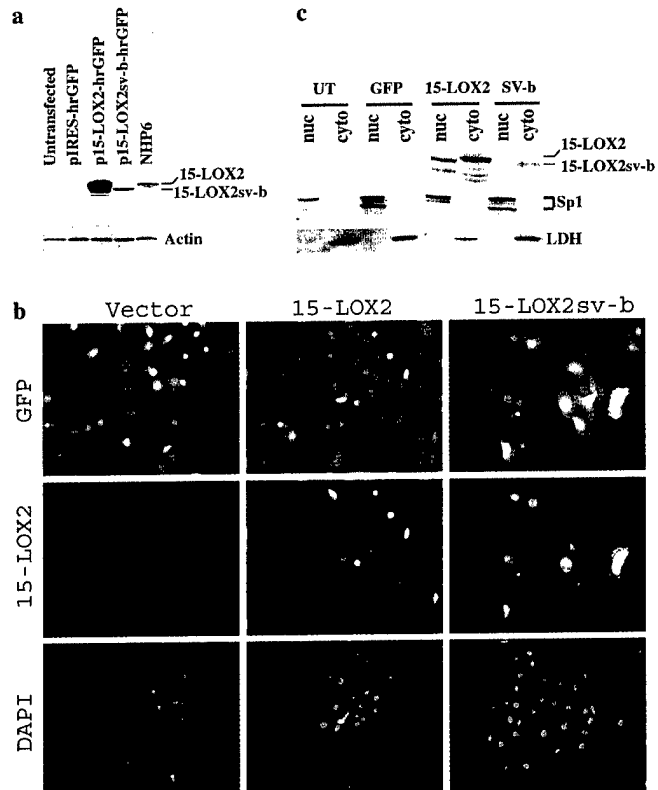 a
Untransfected
pIRES-hrGFP
p15-LOX2-hrGFP
p15-LOX2sv-b-hrGFP
NHP6
15-LOX2
15-LOX2sv-b
Actin
c
UT GFP 15-LOX2 SV-b
nuc cyto nuc cyto nuc cyto nuc cyto
15-LOX2
15-LOX2sv-b
Sp1
LDH
b
Vector 15-LOX2 15-LOX2sv-b
GFP
15-LOX2
DAPI